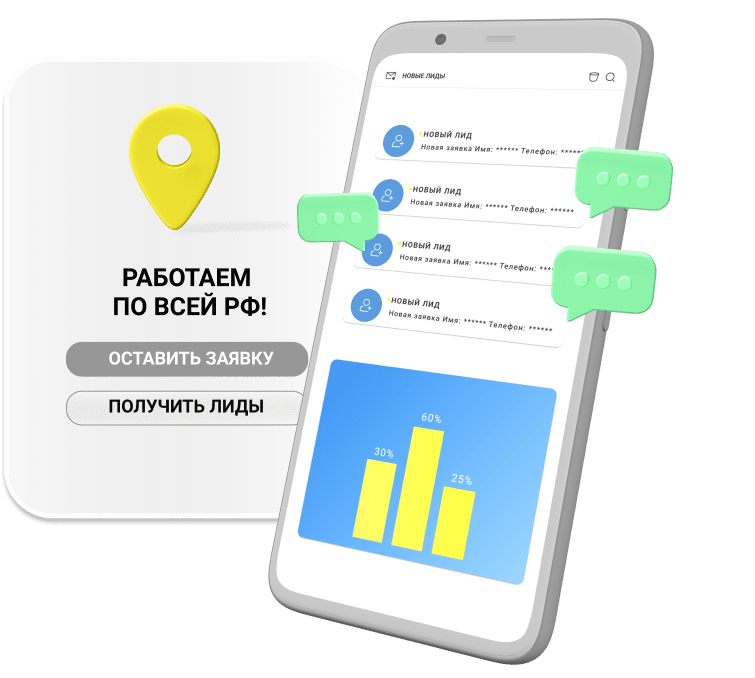 РАБОТАЕМ
ПО ВСЕЙ РФ!
ОСТАВИТЬ ЗАЯВКУ
ПОЛУЧИТЬ ЛИДЫ
НОВЫЕ ЛИДЫ
НОВЫЙ ЛИД
Новая заявка Имя: ****** Телефон: ******
НОВЫЙ ЛИД
Новая заявка Имя: ****** Телефон: ******
НОВЫЙ ЛИД
Новая заявка Имя: ****** Телефон: ***
НОВЫЙ ЛИД
Новая заявка Имя: ****** Телефон: ******
60%
30%
25%